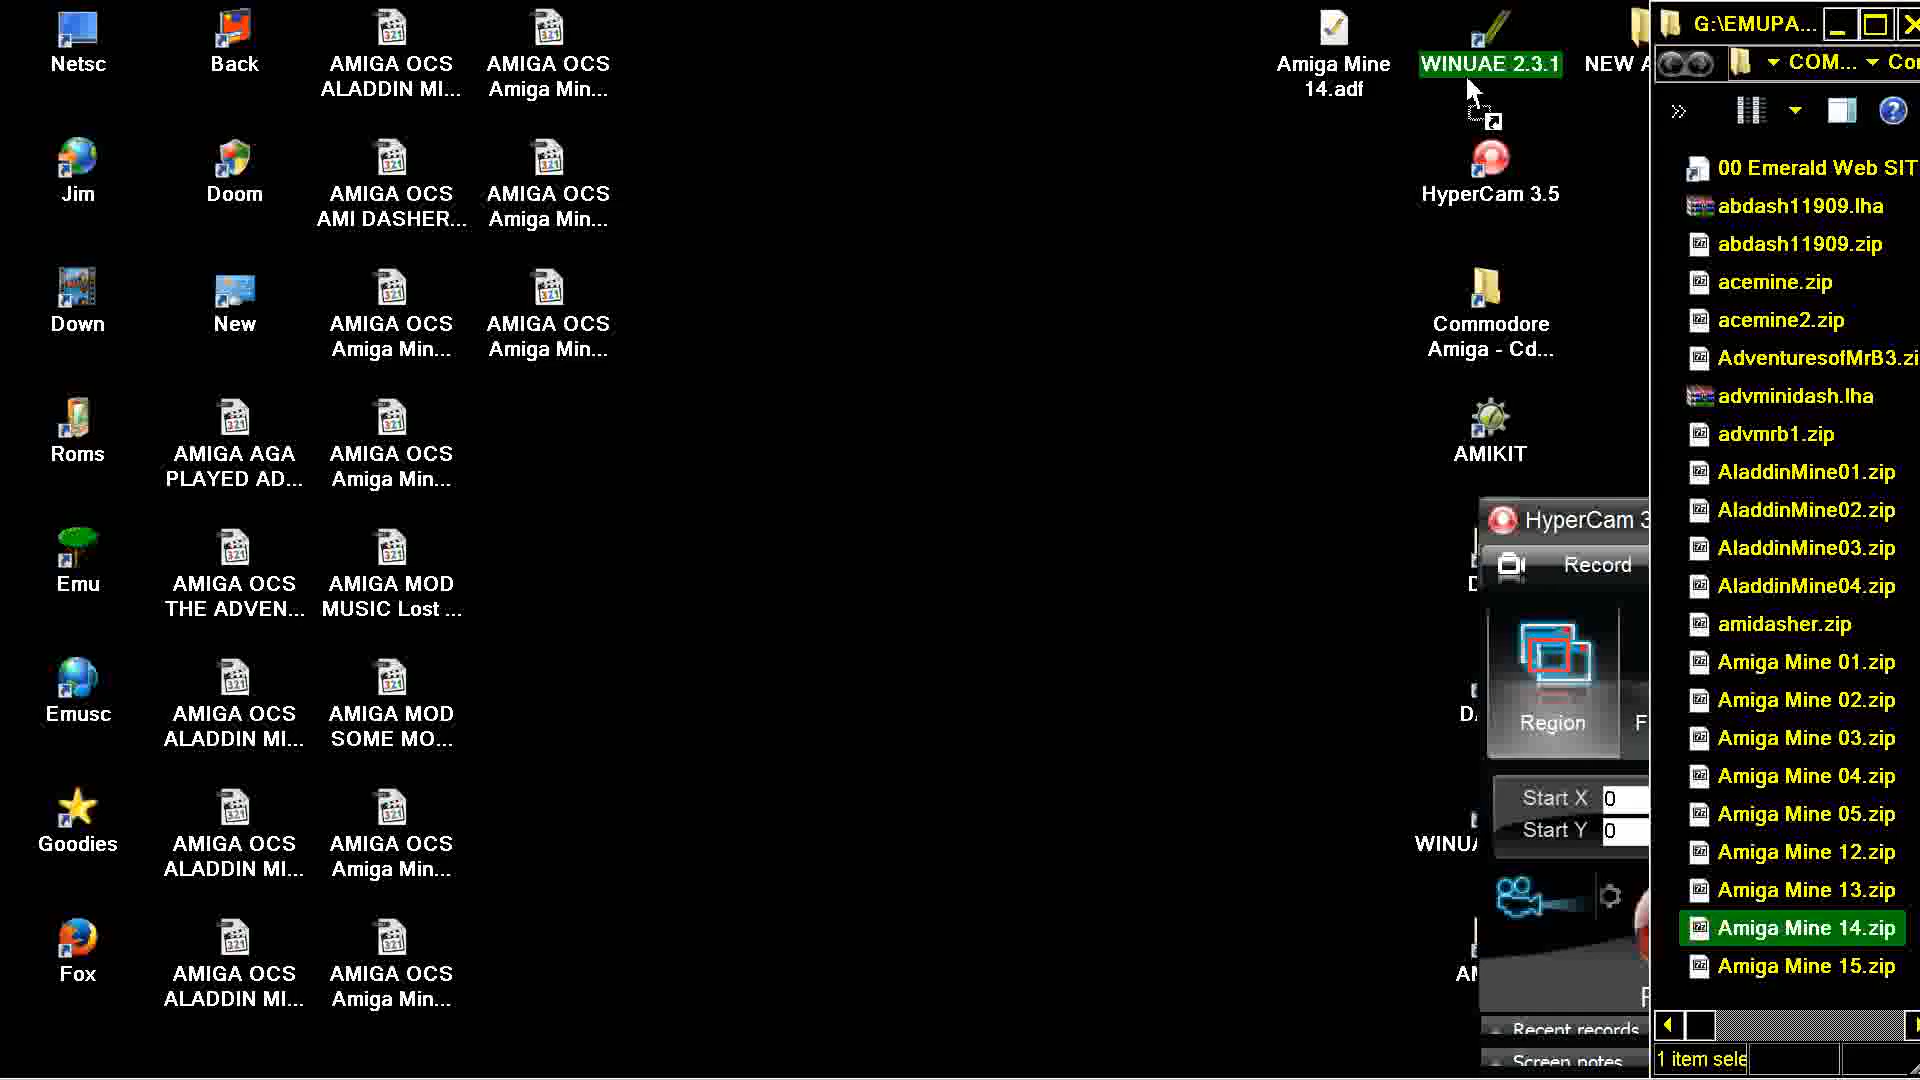 Netsc
Back
AMIGA OCS
ALADDIN MI...
AMIGA OCS
Amiga Min...
Jim
Doom
AMIGA OCS
AMI DASHER...
AMIGA OCS
Amiga Min...
Down
New
AMIGA OCS
Amiga Min...
AMIGA OCS
Amiga Min...
Roms
AMIGA AGA
PLAYED AD...
AMIGA OCS
Amiga Min...
Emu
AMIGA OCS
THE ADVEN...
AMIGA MOD
MUSIC Lost ...
Emusc
AMIGA OCS
ALADDIN MI...
AMIGA MOD
SOME MO...
Goodies
AMIGA OCS
ALADDIN MI...
AMIGA OCS
Amiga Min...
Fox
AMIGA OCS
ALADDIN MI...
AMIGA OCS
Amiga Min...
Amiga Mine
14.adf
WINUAE 2.3.1
NEW A
HyperCam 3.5
Commodore
Amiga - Cd...
AMIKIT
D
DA
WINUA
AM
HyperCam 3
Record
Region
F
Start X 0
Start Y 0
Recent records
Screen notes
G:\EMUPA...
COM...
Co
00 Emerald Web SIT
abdash11909.lha
abdash11909.zip
acemine.zip
acemine2.zip
AdventuresofMrB3.zi
advminidash.lha
advmrb1.zip
AladdinMine01.zip
AladdinMine02.zip
AladdinMine03.zip
AladdinMine04.zip
amidasher.zip
Amiga Mine 01.zip
Amiga Mine 02.zip
Amiga Mine 03.zip
Amiga Mine 04.zip
Amiga Mine 05.zip
Amiga Mine 12.zip
Amiga Mine 13.zip
Amiga Mine 14.zip
Amiga Mine 15.zip
1 item sele